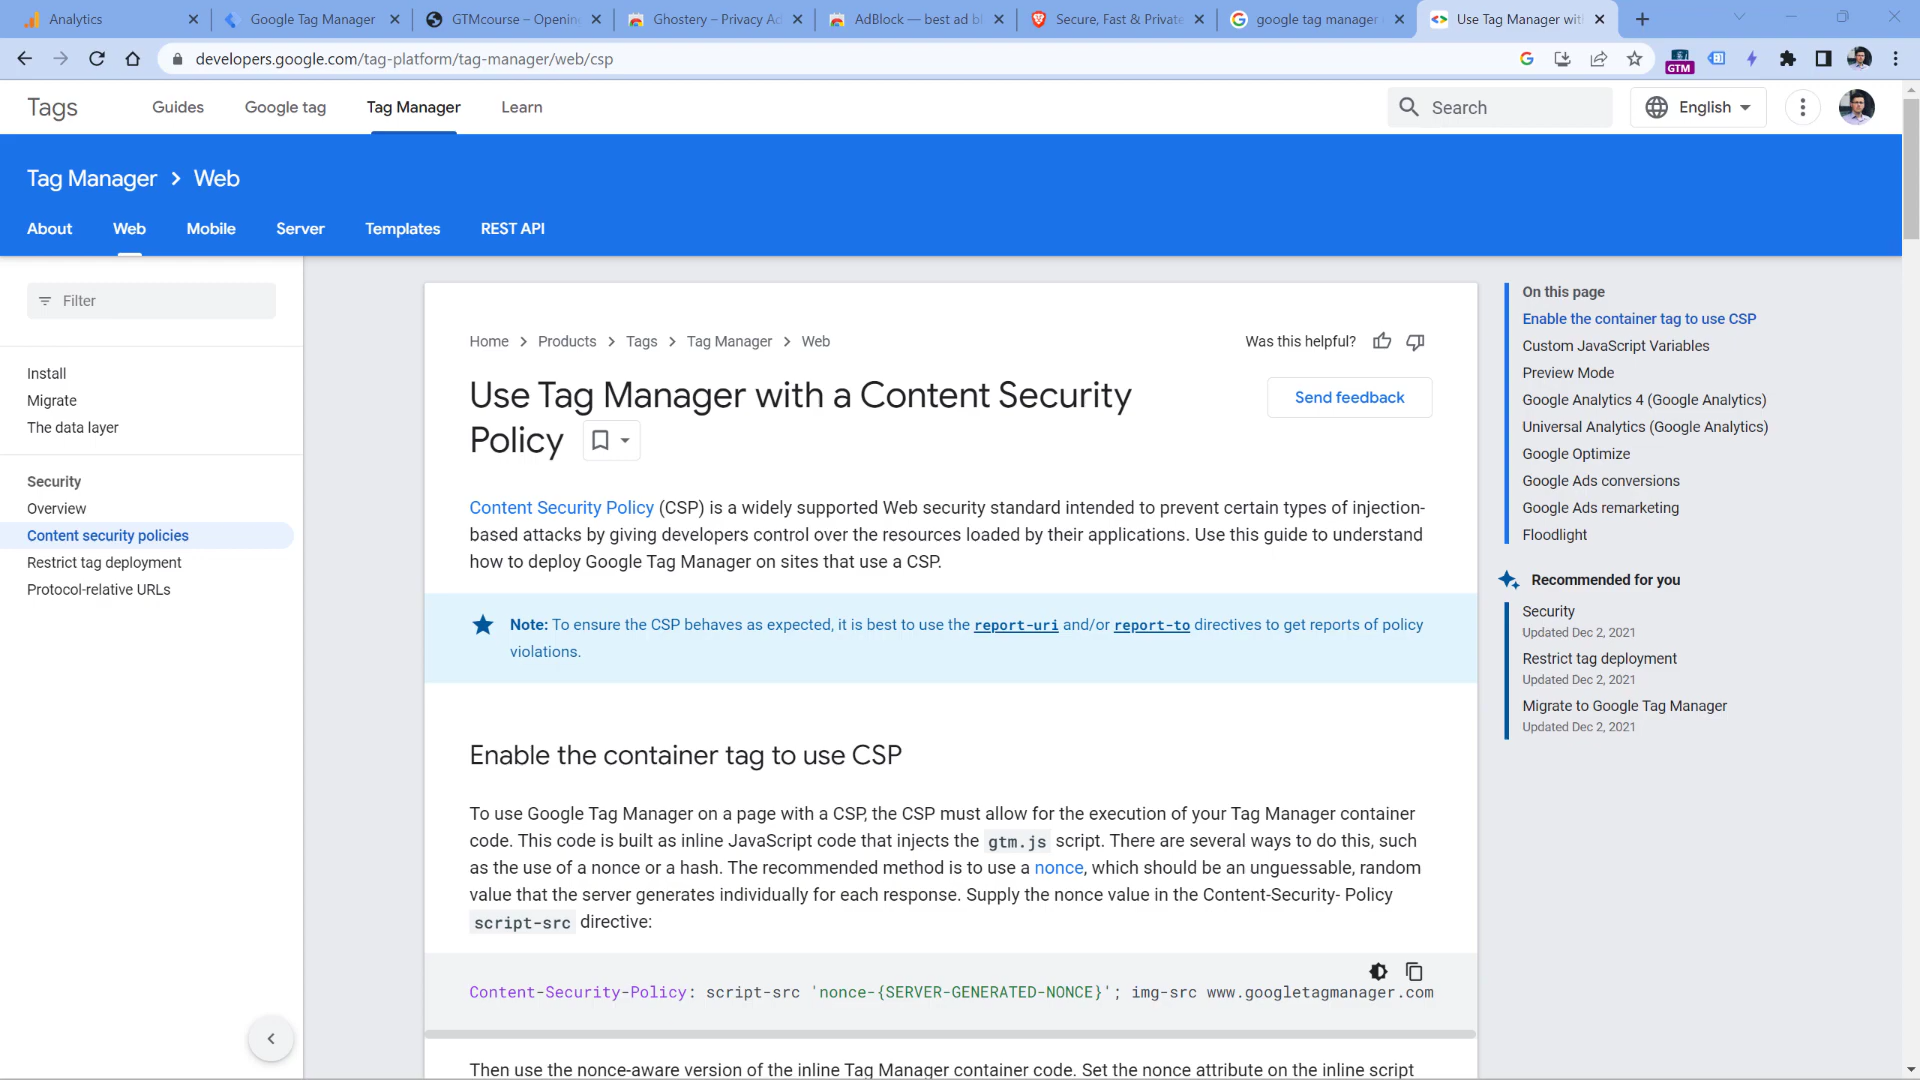 Analytics
Google Tag Manager
GTMcourse – Opening
Ghostery – Privacy Ad
AdBlock — best ad bl
Secure, Fast & Private
google tag manager
Use Tag Manager with
developers.google.com/tag-platform/tag-manager/web/csp
GTM
Tags
Guides
Google tag
Tag Manager
Learn
Search
English
Tag Manager
Web
About
Web
Mobile
Server
Templates
REST API
Filter
Install
Migrate
The data layer
Security
Overview
Content security policies
Restrict tag deployment
Protocol-relative URLs
Home
Products
Tags
Tag Manager
Web
Was this helpful?
Use Tag Manager with a Content Security
Policy
Send feedback
Content Security Policy (CSP) is a widely supported Web security standard intended to prevent certain types of injection-
based attacks by giving developers control over the resources loaded by their applications. Use this guide to understand
how to deploy Google Tag Manager on sites that use a CSP.
Note: To ensure the CSP behaves as expected, it is best to use the report-uri and/or report-to directives to get reports of policy
violations.
Enable the container tag to use CSP
To use Google Tag Manager on a page with a CSP, the CSP must allow for the execution of your Tag Manager container
code. This code is built as inline JavaScript code that injects the gtm.js script. There are several ways to do this, such
as the use of a nonce or a hash. The recommended method is to use a nonce, which should be an unguessable, random
value that the server generates individually for each response. Supply the nonce value in the Content-Security- Policy
script-src directive:
Content-Security-Policy: script-src 'nonce-{SERVER-GENERATED-NONCE}'; img-src www.googletagmanager.com
Then use the nonce-aware version of the inline Tag Manager container code. Set the nonce attribute on the inline script
On this page
Enable the container tag to use CSP
Custom JavaScript Variables
Preview Mode
Google Analytics 4 (Google Analytics)
Universal Analytics (Google Analytics)
Google Optimize
Google Ads conversions
Google Ads remarketing
Floodlight
Recommended for you
Security
Updated Dec 2, 2021
Restrict tag deployment
Updated Dec 2, 2021
Migrate to Google Tag Manager
Updated Dec 2, 2021